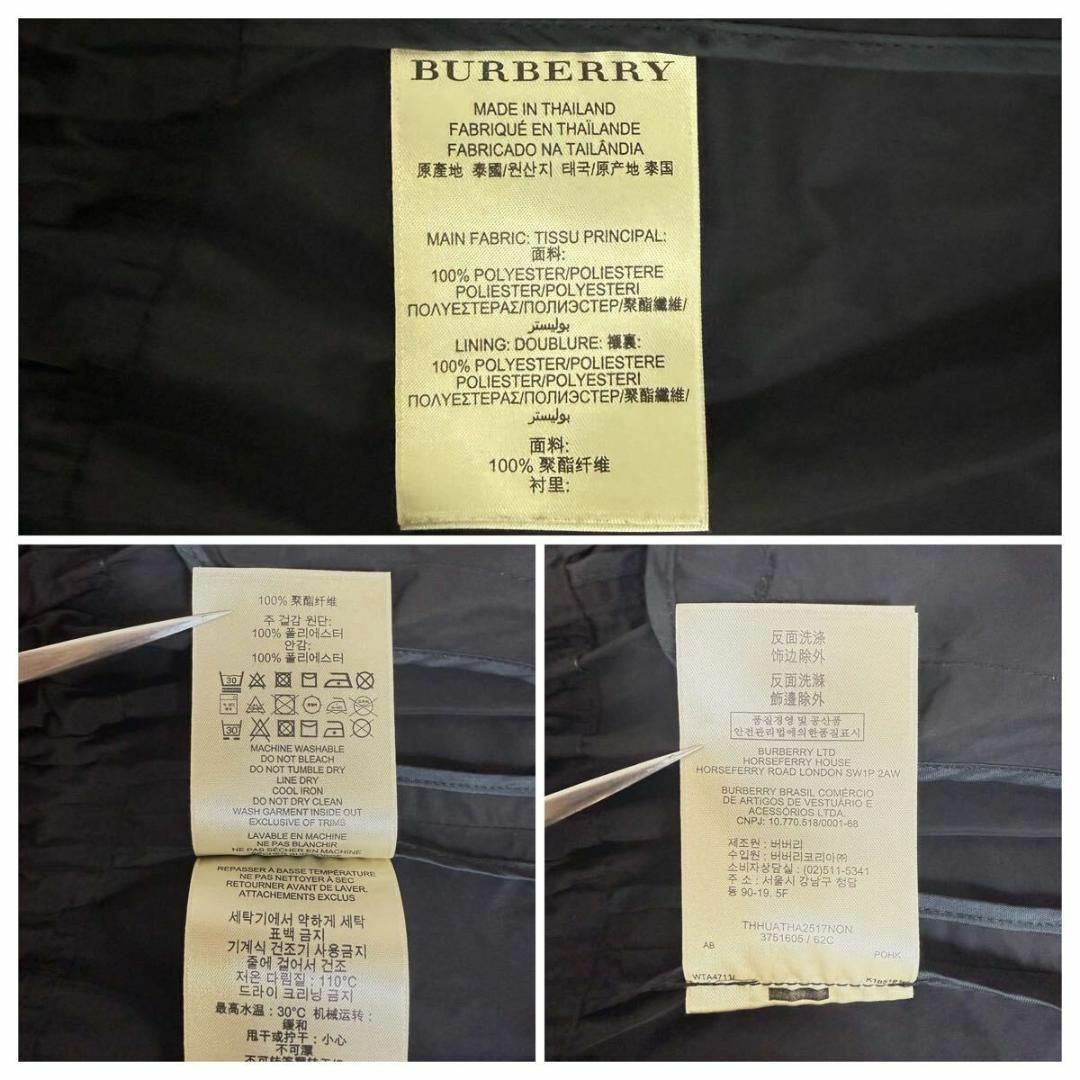 BURBERRY
MADE IN THAILAND
FABRIQUÉ EN THAÏLANDE
FABRICADO NA TAILÂNDIA
原產地 泰國/원산지 태국/原产地 泰国
MAIN FABRIC: TISSU PRINCIPAL:
面料:
100% POLYESTER/POLIESTERE
POLIESTER/POLYESTERI
ΠΟΛΥΕΣΤΕΡΑΣ/ПОЛИЭСТЕР/聚酯纖維/
بوليستر
LINING: DOUBLURE: 襯裏:
100% POLYESTER/POLIESTERE
POLIESTER/POLYESTERI
ΠΟΛΥΕΣΤΕΡΑΣ/ПОЛИЭСТЕР/聚酯纖維/
بوليستر
面料:
100% 聚酯纤维
衬里:
100% 聚酯纤维
주 겉감 원단:
100% 폴리에스터
안감:
100% 폴리에스터
30
30
MACHINE WASHABLE
DO NOT BLEACH
DO NOT TUMBLE DRY
LINE DRY
COOL IRON
DO NOT DRY CLEAN
WASH GARMENT INSIDE OUT
EXCLUSIVE OF TRIMS
LAVABLE EN MACHINE
NE PAS BLANCHIR
NE PAS SÉCHER EN MACHINE
REPASSER À BASSE TEMPÉRATURE
NE PAS NETTOYER À SEC
RETOURNER AVANT DE LAVER.
ATTACHEMENTS EXCLUS
세탁기에서 약하게 세탁
표백 금지
기계식 건조기 사용금지
줄에 걸어서 건조
저온 다림질 : 110°C
드라이 크리닝 금지
最高水温 : 30°C 机械运转 :
缓和
甩干或拧干 : 小心
不可漂
反面洗涤
饰边除外
反面洗滌
飾邊除外
품질경영 및 공산품
안전관리법에의한품질표시
BURBERRY LTD
HORSEFERRY HOUSE
HORSEFERRY ROAD LONDON SW1P 2AW
BURBERRY BRASIL COMÉRCIO
DE ARTIGOS DE VESTUÁRIO E
ACESSÓRIOS LTDA.
CNPJ: 10.770.518/0001-68
제조원 : 버버리
수입원 : 버버리코리아㈜
소비자상담실 : (02)511-5341
주 소 : 서울시 강남구 청담
동 90-19. 5F
THHUATHA2517NON
3751605 / 62C
AB
POHK